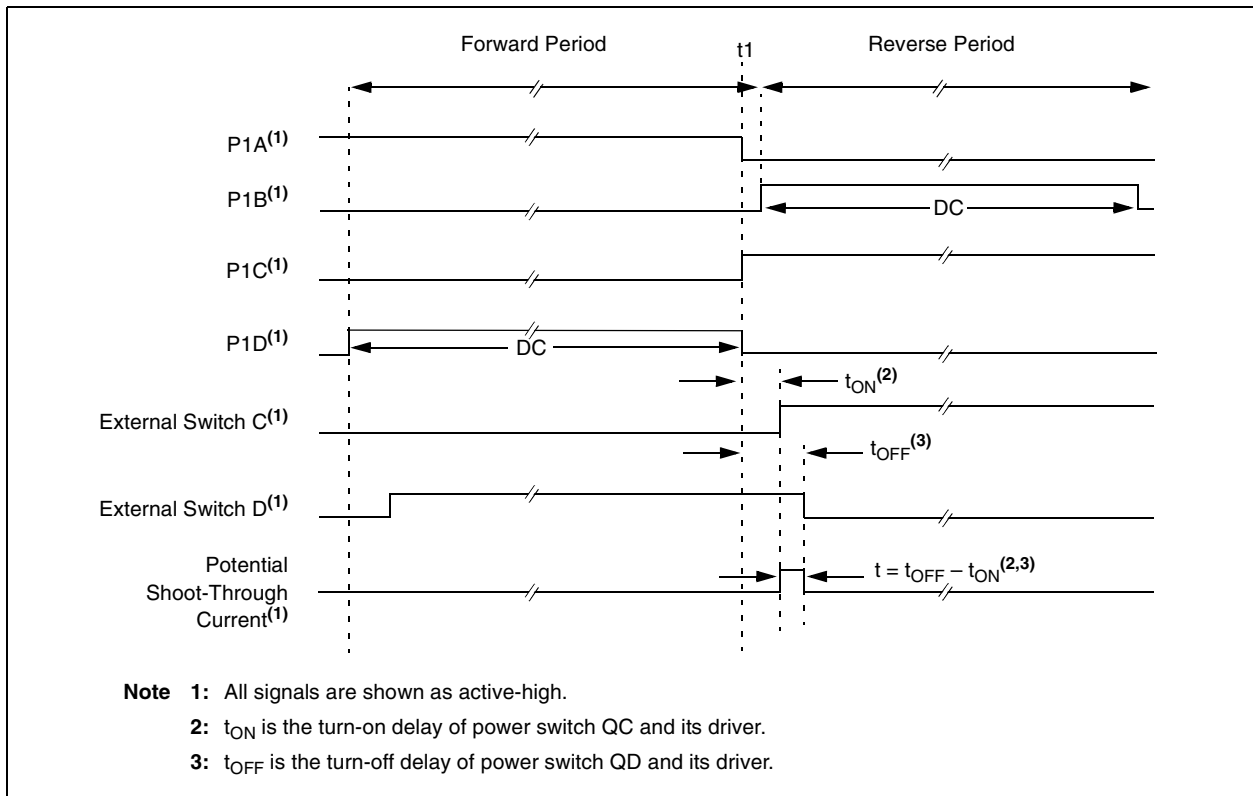 Forward Period
t1
Reverse Period
P1A(1)
P1B(1)
DC
P1C(1)
P1D(1)
DC
tON(2)
External Switch C(1)
tOFF(3)
External Switch D(1)
Potential
Shoot-Through
Current(1)
t = tOFF – tON(2,3)
Note 1: All signals are shown as active-high.
2: tON is the turn-on delay of power switch QC and its driver.
3: tOFF is the turn-off delay of power switch QD and its driver.